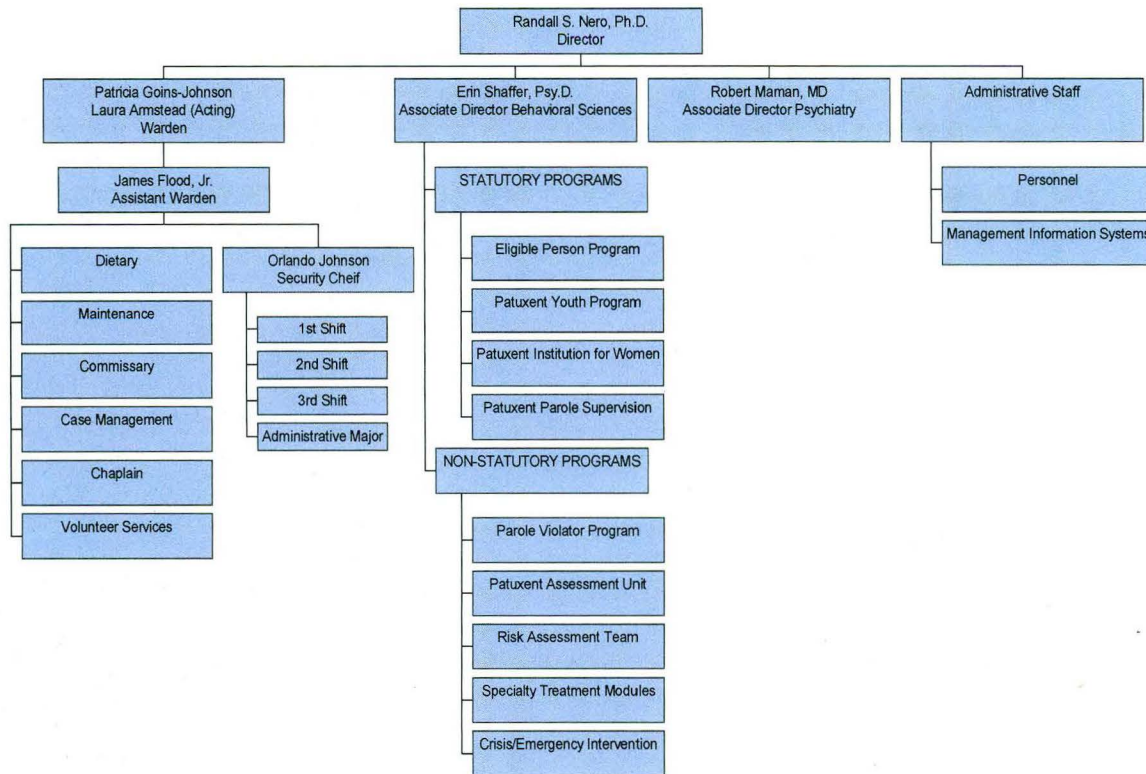 Randall S. Nero, Ph.D.
Director
Patricia Goins-Johnson
Laura Armstead (Acting)
Warden
Erin Shaffer, Psy.D.
Associate Director Behavioral Sciences
Robert Maman, MD
Associate Director Psychiatry
Administrative Staff
James Flood, Jr.
Assistant Warden
Dietary
Maintenance
Commissary
Case Management
Chaplain
Volunteer Services
Orlando Johnson
Security Cheif
1st Shift
2nd Shift
3rd Shift
Administrative Major
STATUTORY PROGRAMS
Eligible Person Program
Patuxent Youth Program
Patuxent Institution for Women
Patuxent Parole Supervision
NON-STATUTORY PROGRAMS
Parole Violator Program
Patuxent Assessment Unit
Risk Assessment Team
Specialty Treatment Modules
Crisis/Emergency Intervention
Personnel
Management Information Systems